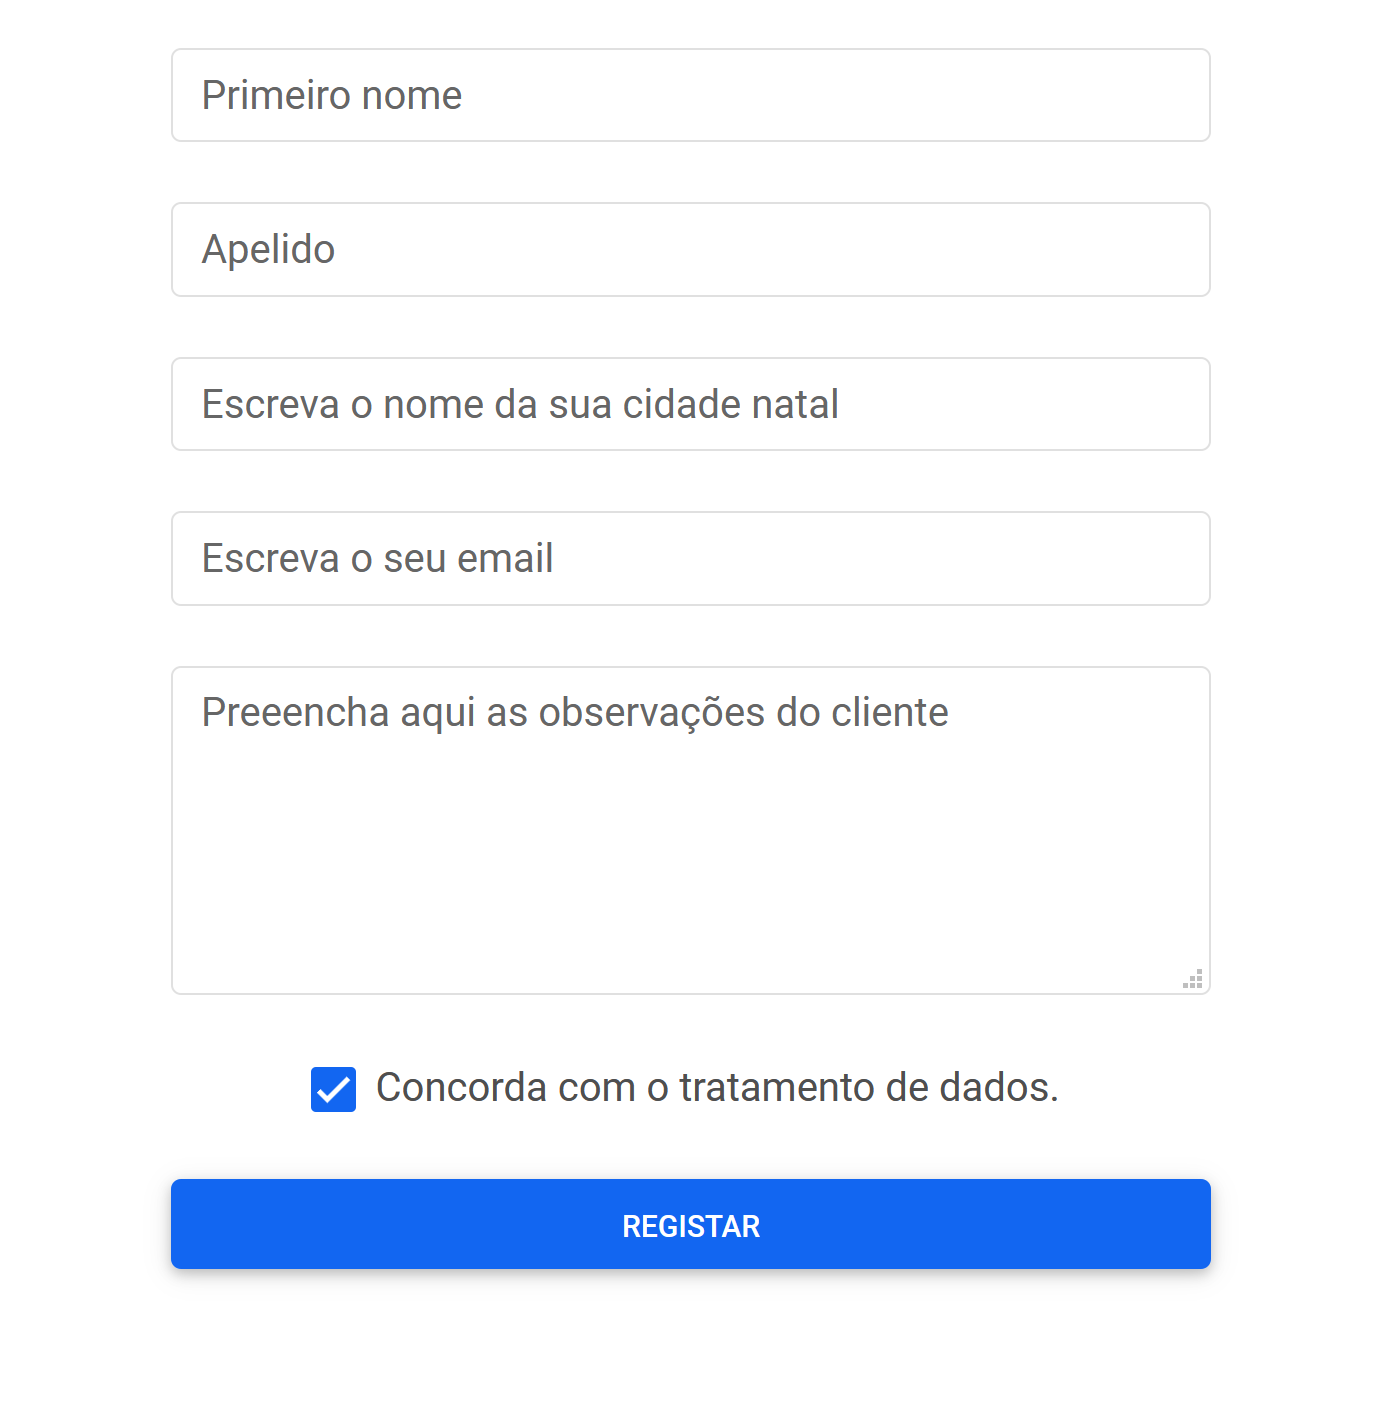 Primeiro nome
Apelido
Escreva o nome da sua cidade natal
Escreva o seu email
Preeencha aqui as observações do cliente
Concorda com o tratamento de dados.
REGISTAR